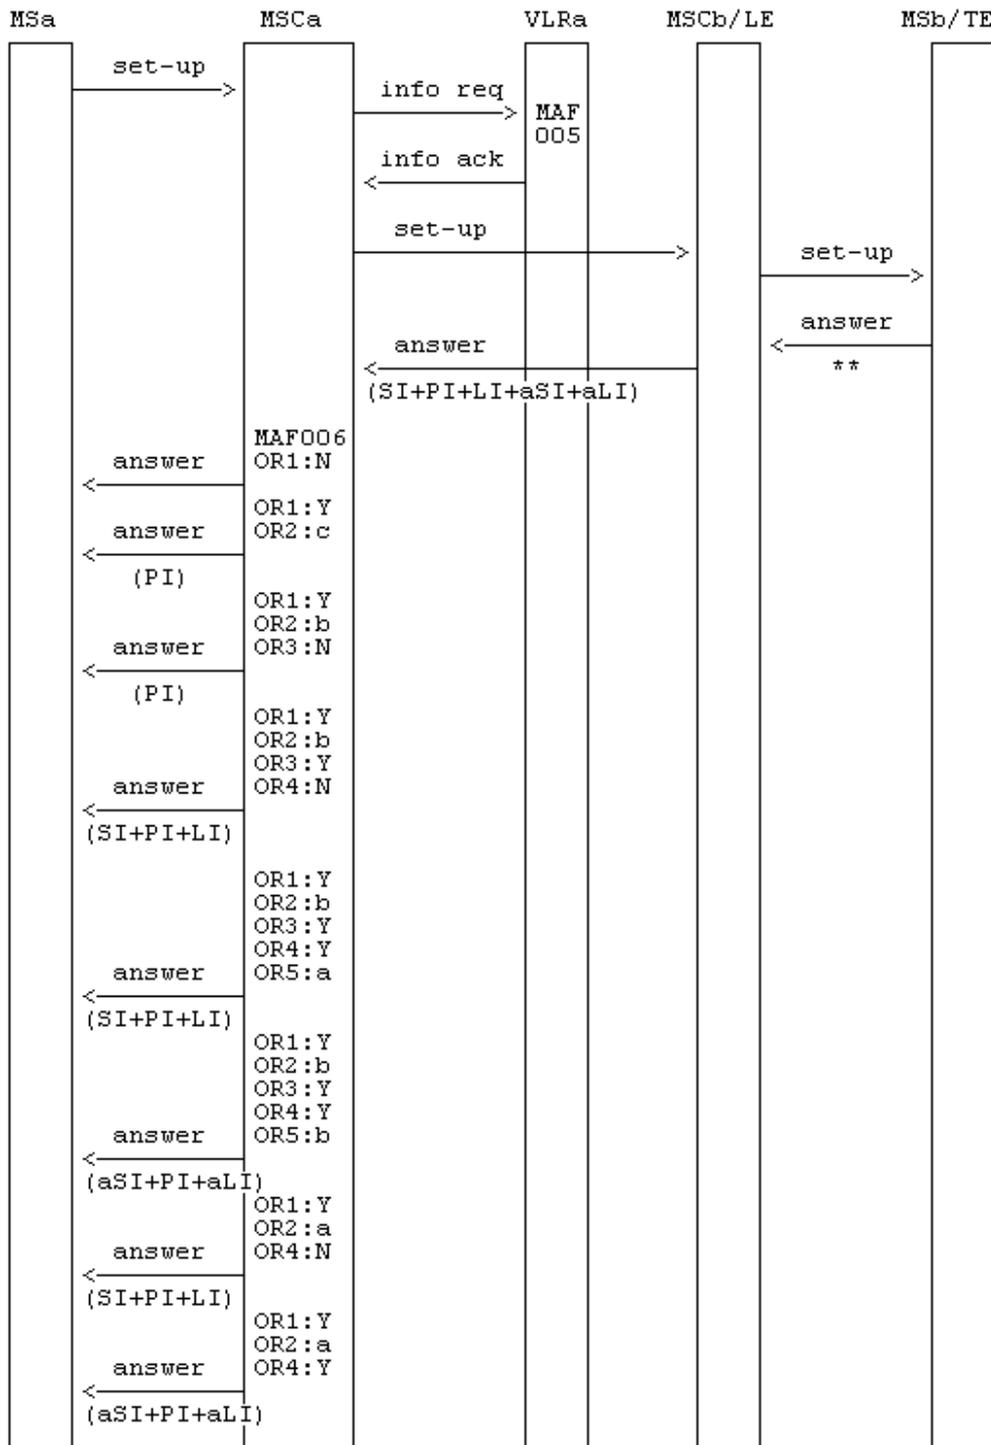 MSa MSCa VLRa MSCb/LE MSb/TE
set-up
info req
MAF
005
info ack
set-up
set-up
answer
**
answer
(SI+PI+LI+aSI+aLI)
MAF006
answer OR1:N
OR1:Y
answer OR2:c
(PI)
OR1:Y
OR2:b
answer OR3:N
(PI)
OR1:Y
OR2:b
OR3:Y
answer OR4:N
(SI+PI+LI)
OR1:Y
OR2:b
OR3:Y
OR4:Y
answer OR5:a
(SI+PI+LI)
OR1:Y
OR2:b
OR3:Y
OR4:Y
answer OR5:b
(aSI+PI+aLI)
OR1:Y
OR2:a
answer OR4:N
(SI+PI+LI)
OR1:Y
OR2:a
answer OR4:Y
(aSI+PI+aLI)